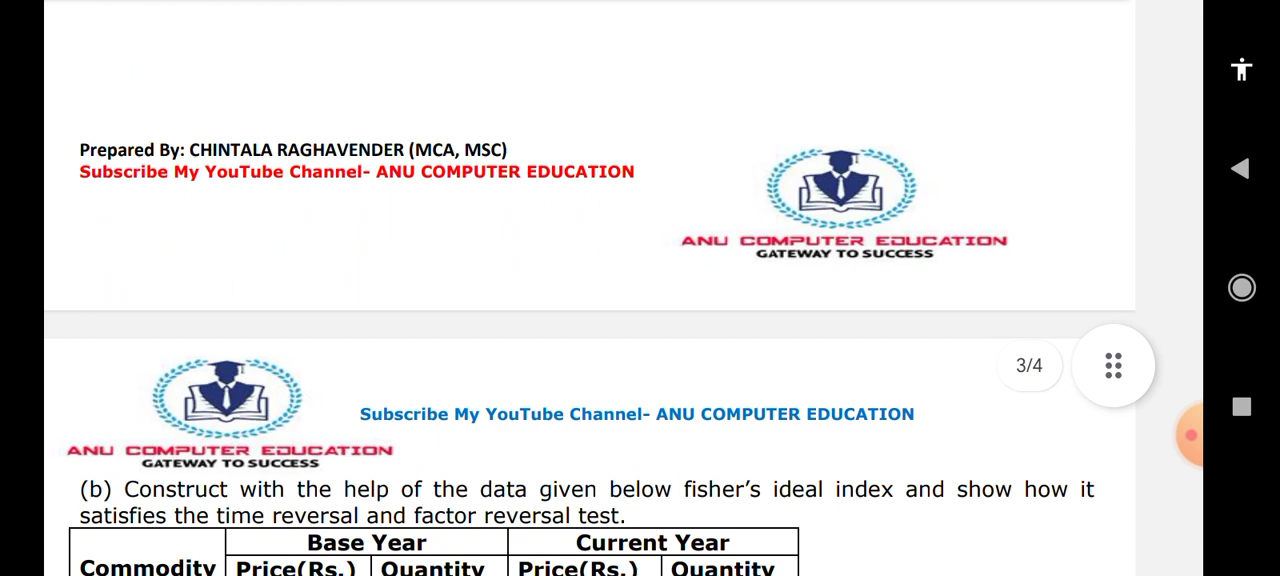 Prepared By: CHINTALA RAGHAVENDER (MCA, MSC)
Subscribe My YouTube Channel- ANU COMPUTER EDUCATION
ANU COMPUTER EDUCATION
GATEWAY TO SUCCESS
3/4
Subscribe My YouTube Channel- ANU COMPUTER EDUCATION
ANU COMPUTER EDUCATION
GATEWAY TO SUCCESS
(b) Construct with the help of the data given below fisher's ideal index and show how it
satisfies the time reversal and factor reversal test.
Base Year Current Year
Commodity Price(Rs.) Quantity Price(Rs.) Quantity